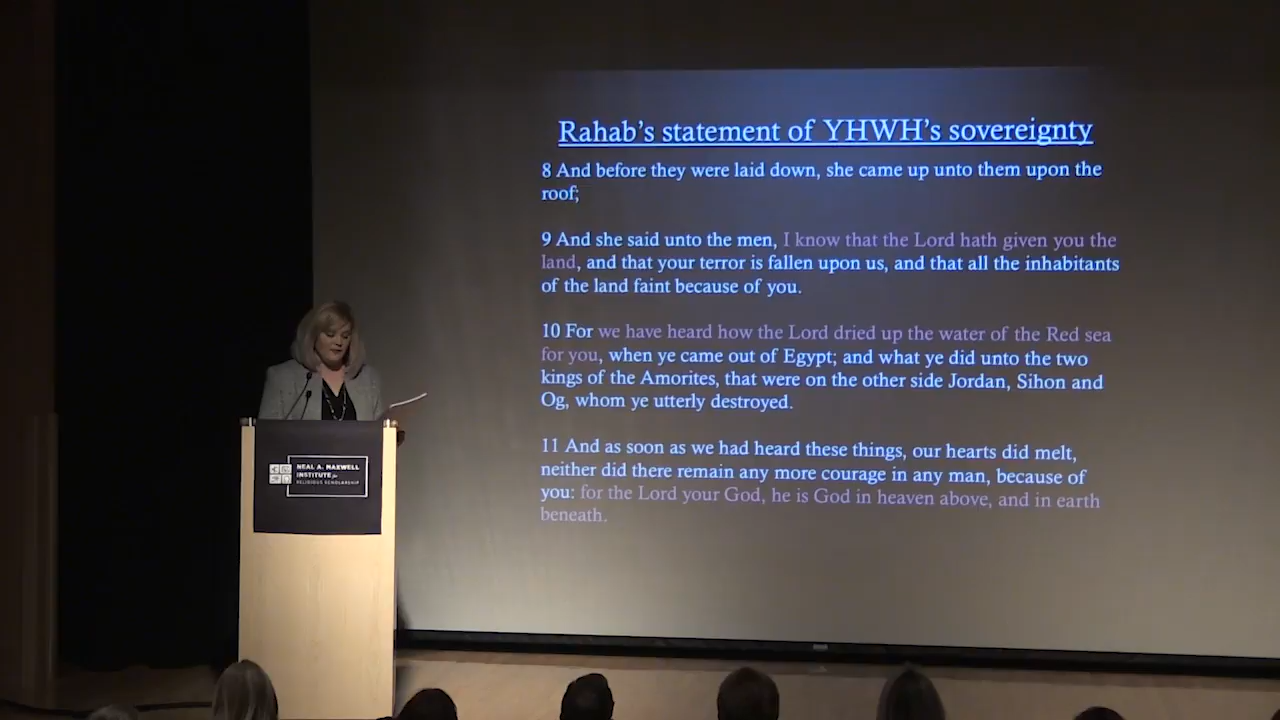 Rahab's statement of YHWH's sovereignty
8 And before they were laid down, she came up unto them upon the
roof;
9 And she said unto the men, I know that the Lord hath given you the
land, and that your terror is fallen upon us, and that all the inhabitants
of the land faint because of you.
10 For we have heard how the Lord dried up the water of the Red sea
for you, when ye came out of Egypt; and what ye did unto the two
kings of the Amorites, that were on the other side Jordan, Sihon and
Og, whom ye utterly destroyed.
11 And as soon as we had heard these things, our hearts did melt,
neither did there remain any more courage in any man, because of
you: for the Lord your God, he is God in heaven above, and in earth
beneath.
NEAL A. MAXWELL
INSTITUTE for
RELIGIOUS SCHOLARSHIP